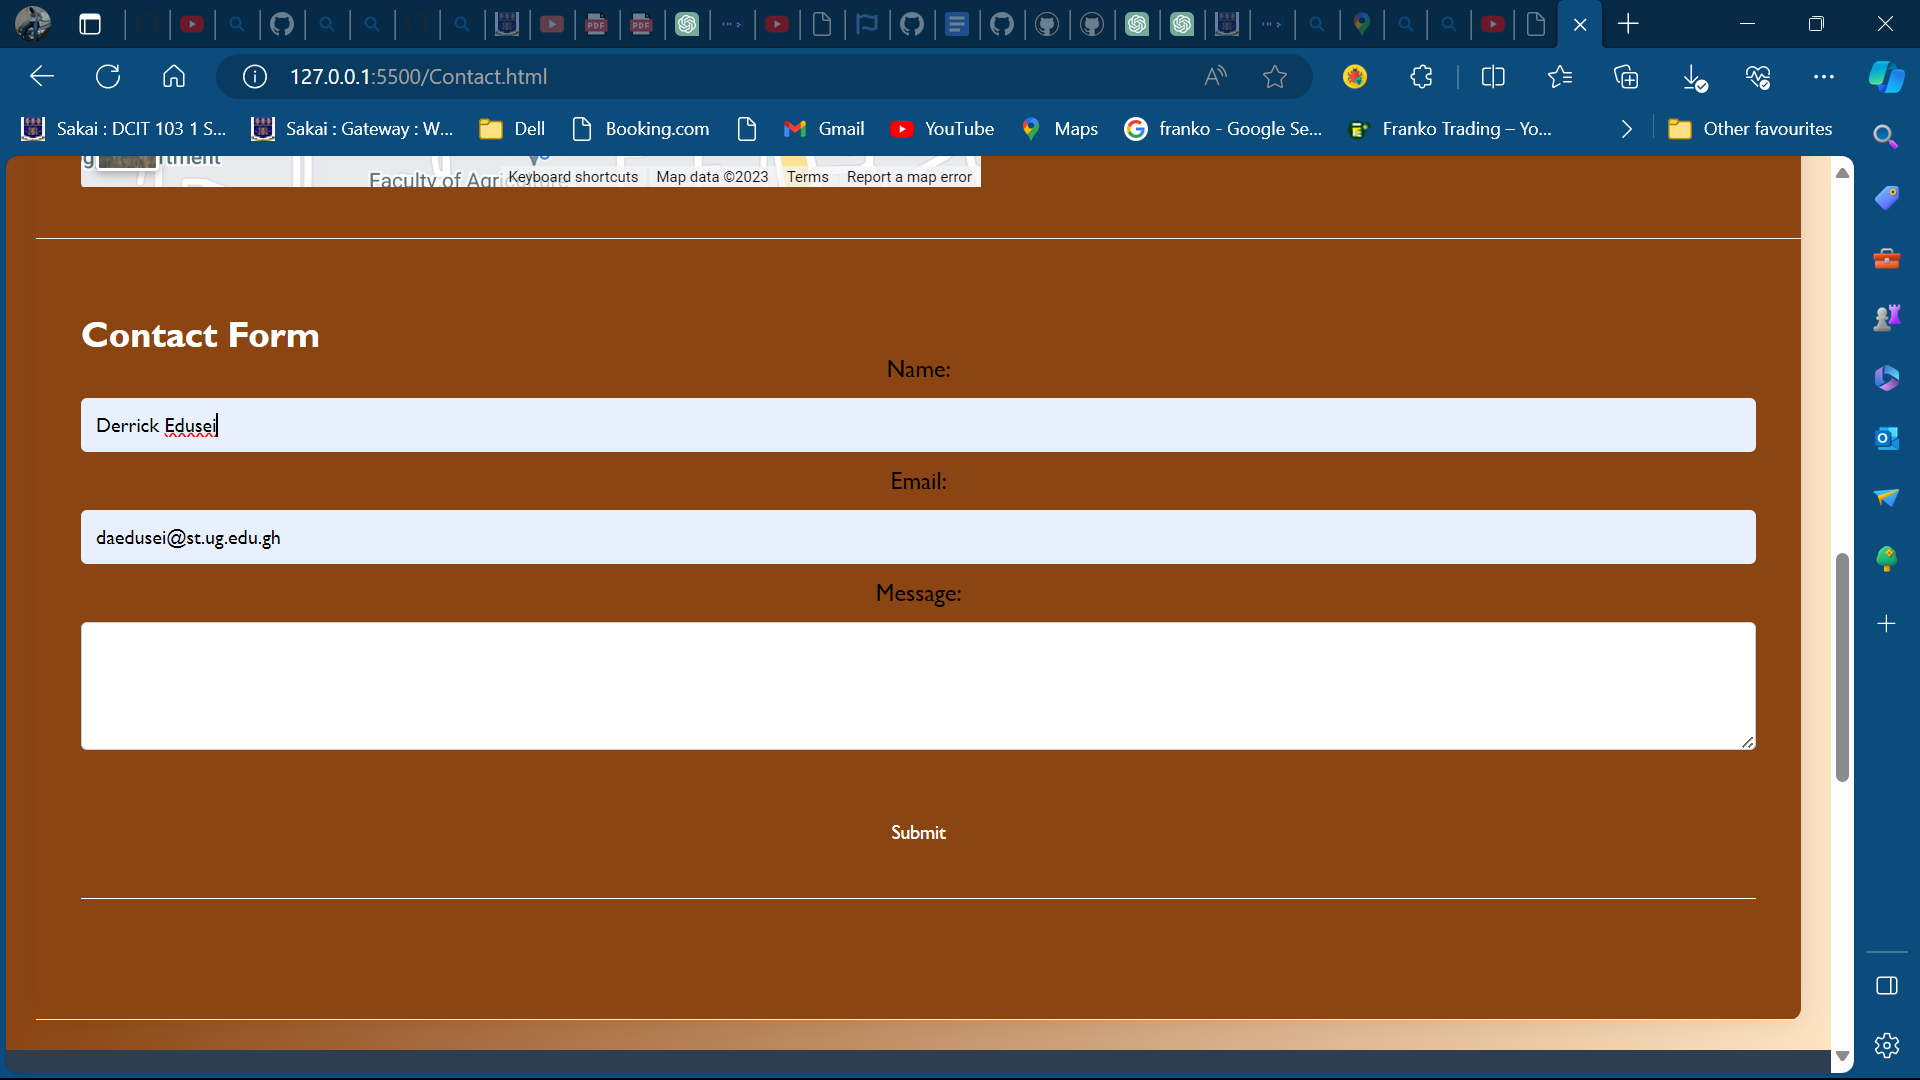 127.0.0.1:5500/Contact.html
Sakai : DCIT 103 1 S... Sakai : Gateway : W... Dell Booking.com Gmail YouTube Maps franko - Google Se... Franko Trading – Yo... Other favourites
rtment
Faculty of Agriculture
Keyboard shortcuts Map data ©2023 Terms Report a map error
Contact Form
Name:
Derrick Edusei
Email:
daedusei@st.ug.edu.gh
Message:
Submit